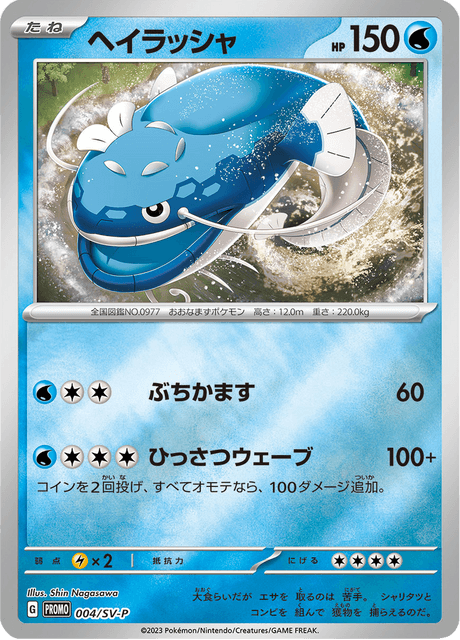 たね ヘイラッシャ HP 150
全国図鑑NO.0977 おおなまずポケモン 高さ：12.0m 重さ：220.0kg
ぶちかます 60
ひっさつウェーブ 100+
コインを2回投げ、すべてオモテなら、100ダメージ追加。
弱点 ×2 抵抗力 にげる
Illus. Shin Nagasawa
G PROMO 004/SV-P
大食らいだが エサを 取るのは 苦手。 シャリタツと
コンビを 組んで 獲物を 捕らえるのだ。
©2023 Pokémon/Nintendo/Creatures/GAME FREAK.